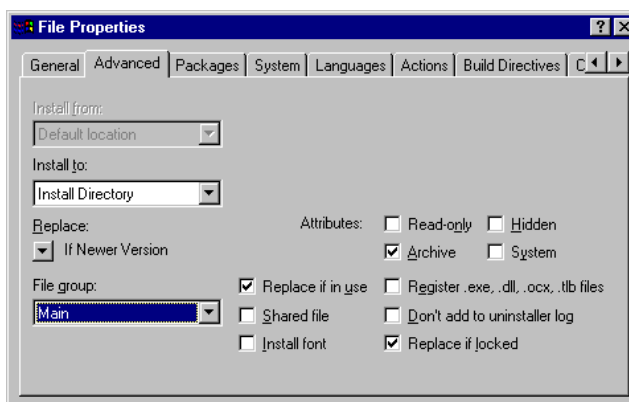 File Properties
General Advanced Packages System Languages Actions Build Directives
Install from:
Default location
Install to:
Install Directory
Replace:
If Newer Version
Attributes: Read-only Hidden
Archive System
File group:
Main
Replace if in use Register .exe, .dll, .ocx, .tlb files
Shared file Don't add to uninstaller log
Install font Replace if locked